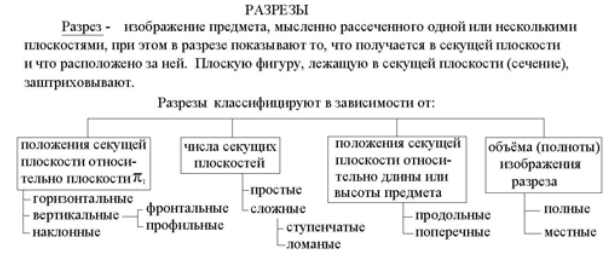 РАЗРЕЗЫ
Разрез - изображение предмета, мысленно рассеченного одной или несколькими
плоскостями, при этом в разрезе показывают то, что получается в секущей плоскости
и что расположено за ней. Плоскую фигуру, лежащую в секущей плоскости (сечение),
заштриховывают.
Разрезы классифицируют в зависимости от:
положения секущей
плоскости относи-
тельно плоскости π₁
горизонтальные
вертикальные
наклонные
фронтальные
профильные
числа секущих
плоскостей
простые
сложные
ступенчатые
ломаные
положения секущей
плоскости относи-
тельно длины или
высоты предмета
продольные
поперечные
объёма (полноты)
изображения
разреза
полные
местные